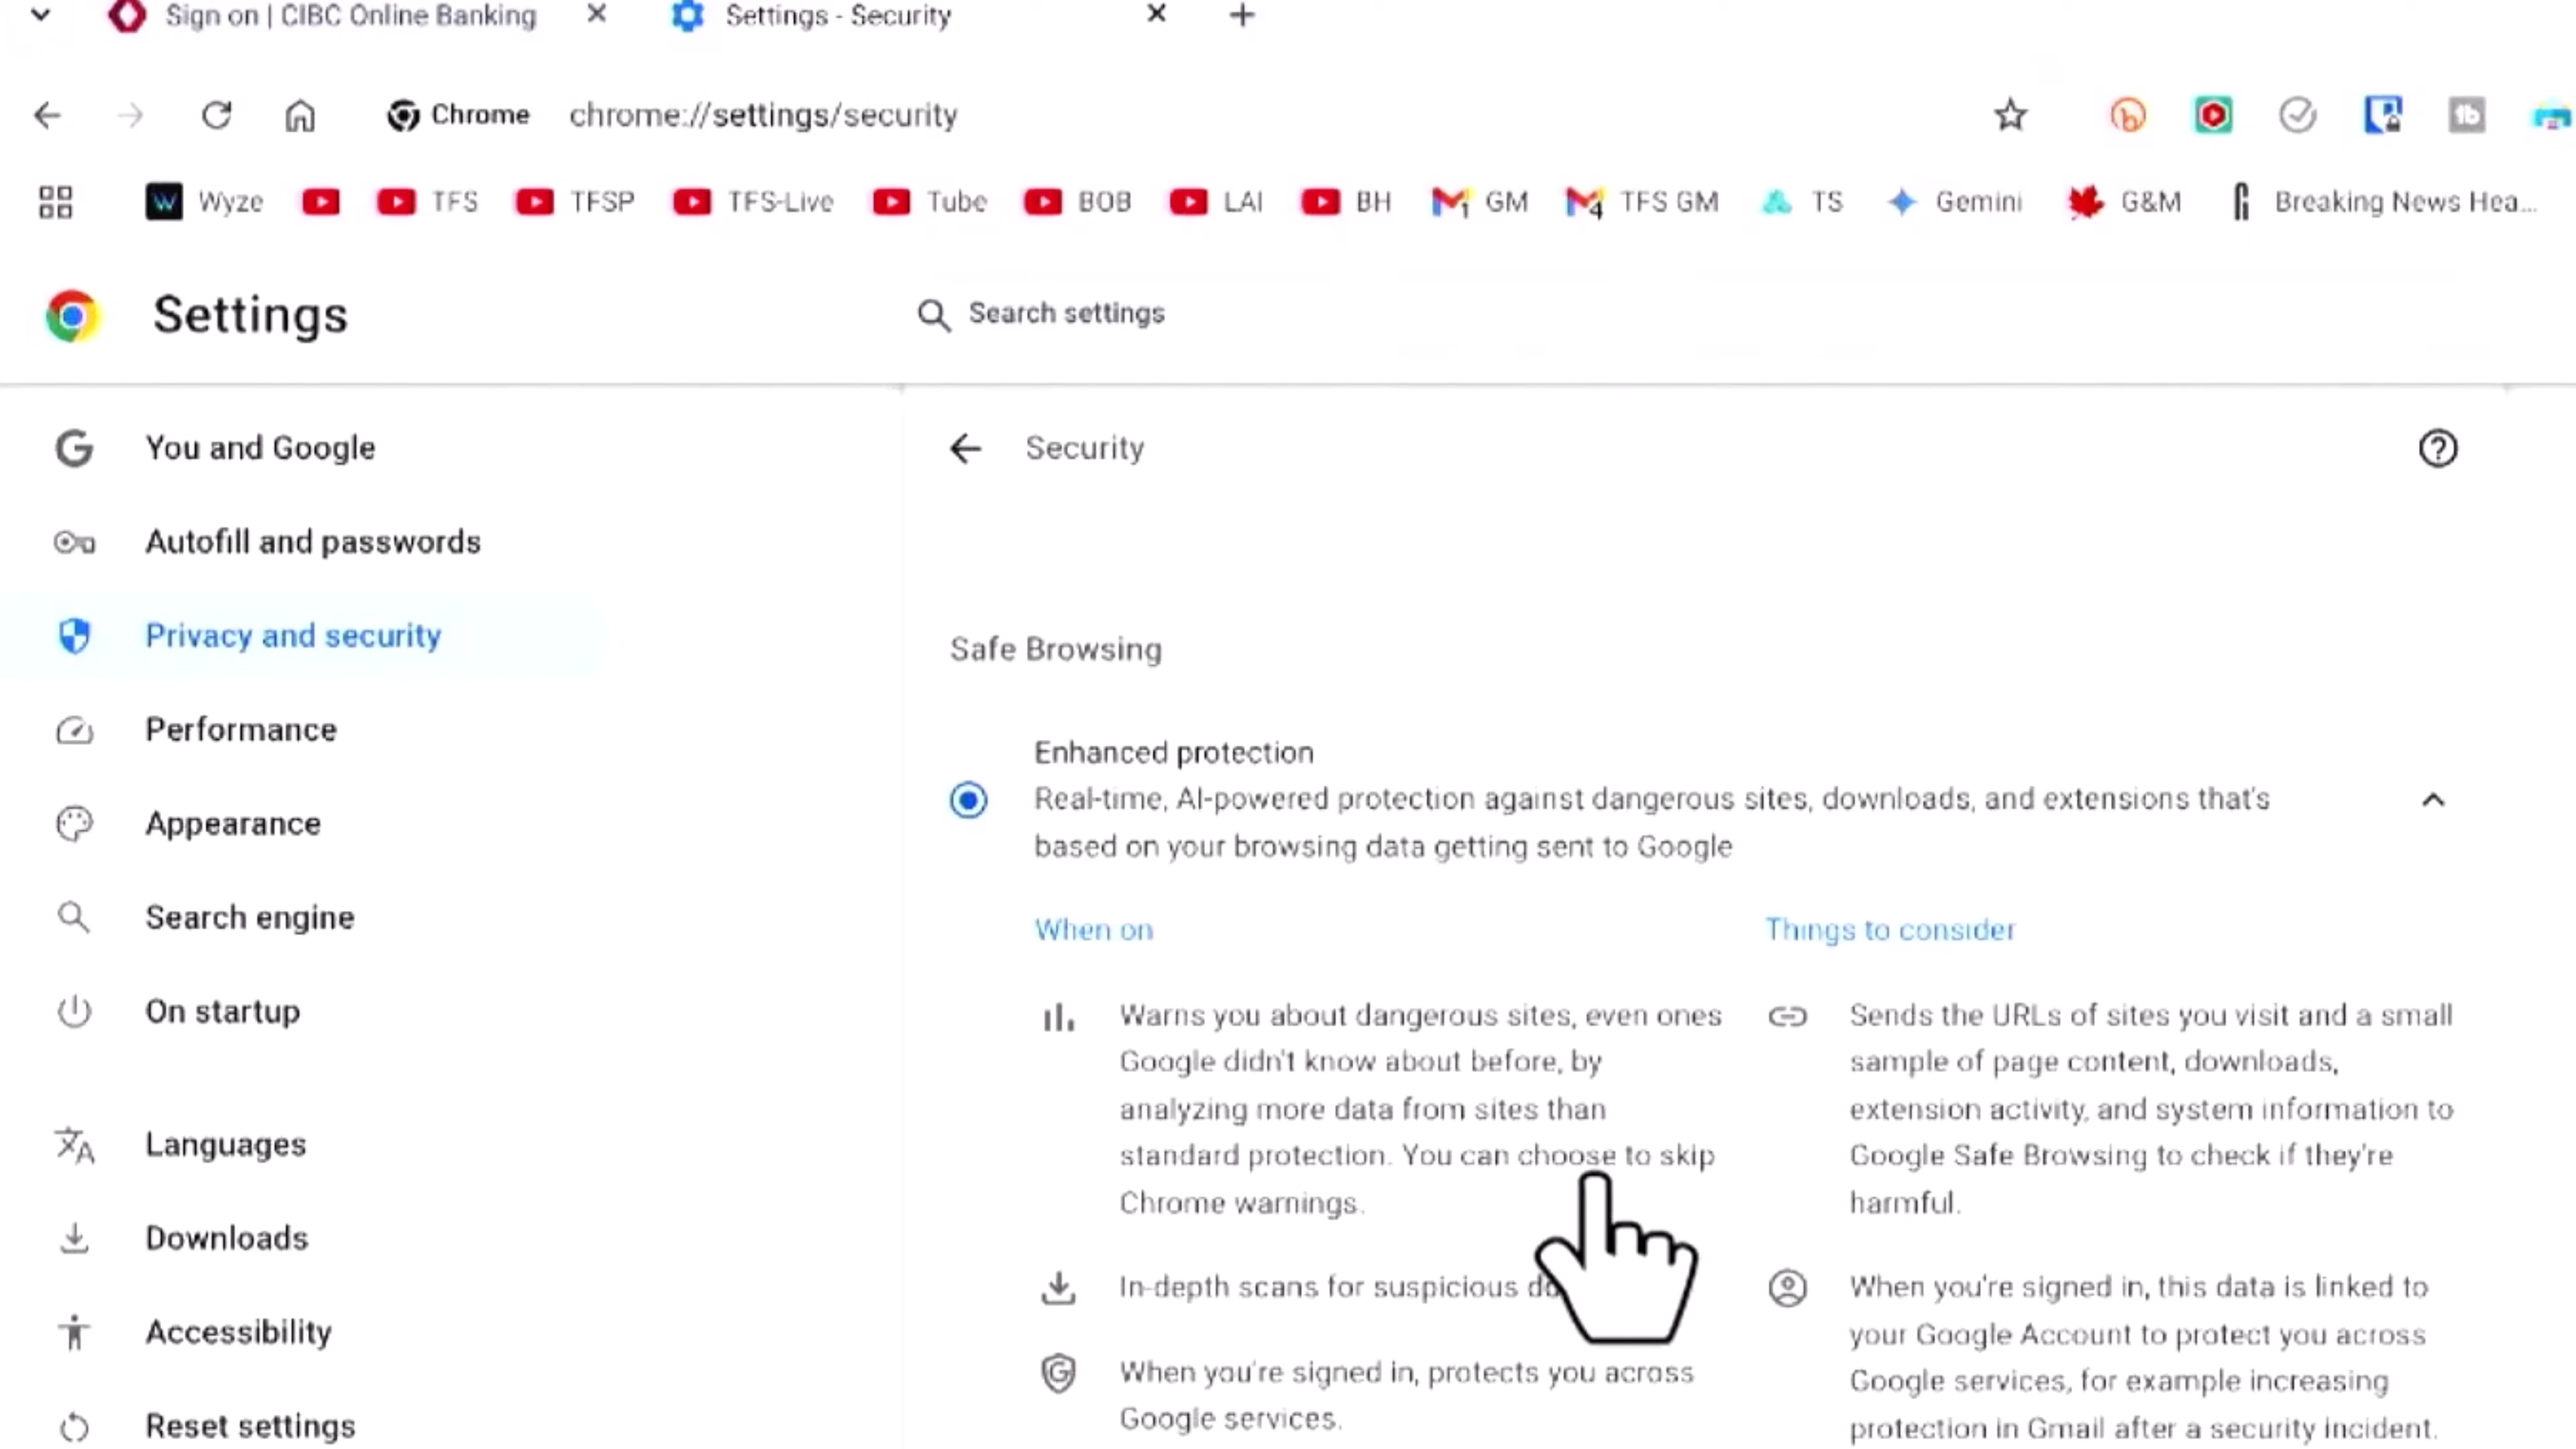 Sign on | CIBC Online Banking
Settings - Security
Chrome
chrome://settings/security
Wyze
TFS
TFSP
TFS-Live
Tube
BOB
LAI
BH
GM
TFS GM
TS
Gemini
G&M
Breaking News Hea...
Settings
Search settings
You and Google
Autofill and passwords
Privacy and security
Performance
Appearance
Search engine
On startup
Languages
Downloads
Accessibility
Reset settings
Security
Safe Browsing
Enhanced protection
Real-time, AI-powered protection against dangerous sites, downloads, and extensions that's
based on your browsing data getting sent to Google
When on
Warns you about dangerous sites, even ones
Google didn't know about before, by
analyzing more data from sites than
standard protection. You can choose to skip
Chrome warnings.
In-depth scans for suspicious
When you're signed in, protects you across
Google services.
Things to consider
Sends the URLs of sites you visit and a small
sample of page content, downloads,
extension activity, and system information to
Google Safe Browsing to check if they're
harmful.
When you're signed in, this data is linked to
your Google Account to protect you across
Google services, for example increasing
protection in Gmail after a security incident.